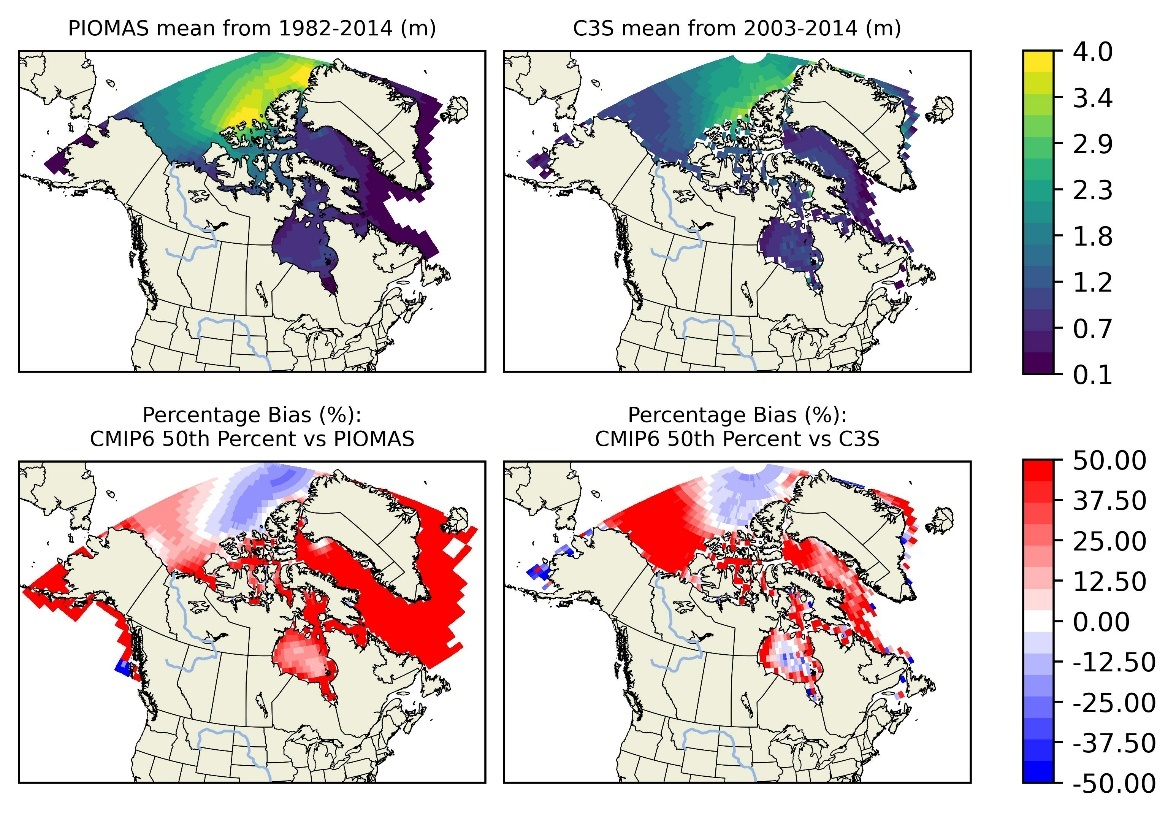 PIOMAS mean from 1982-2014 (m)
C3S mean from 2003-2014 (m)
4.0
3.4
2.9
2.3
1.8
1.2
0.7
0.1
Percentage Bias (%):
CMIP6 50th Percent vs PIOMAS
Percentage Bias (%):
CMIP6 50th Percent vs C3S
50.00
37.50
25.00
12.50
0.00
-12.50
-25.00
-37.50
-50.00